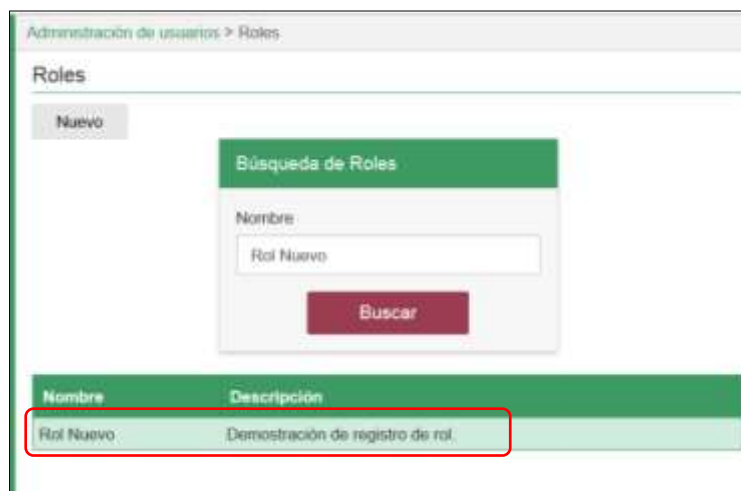 Administración de usuarios > Roles
Roles
Nuevo
Búsqueda de Roles
Nombre
Rol Nuevo
Buscar
Nombre Descripción
Rol Nuevo Demostración de registro de rol.